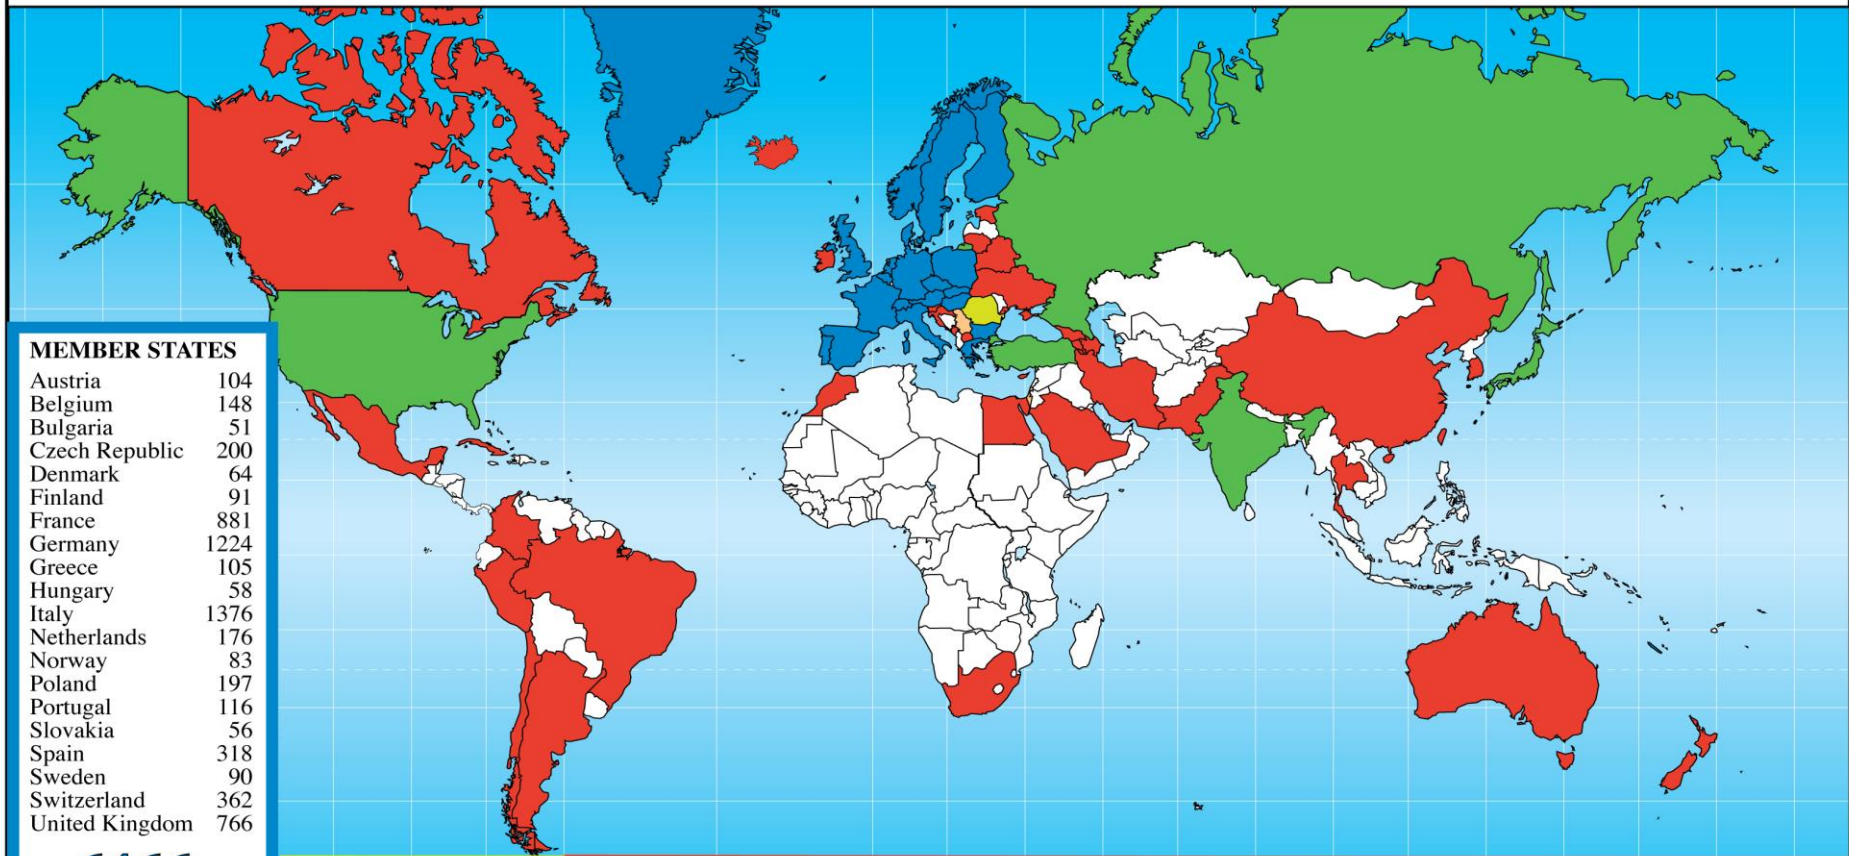 MEMBER STATES
Austria 104
Belgium 148
Bulgaria 51
Czech Republic 200
Denmark 64
Finland 91
France 881
Germany 1224
Greece 105
Hungary 58
Italy 1376
Netherlands 176
Norway 83
Poland 197
Portugal 116
Slovakia 56
Spain 318
Sweden 90
Switzerland 362
United Kingdom 766